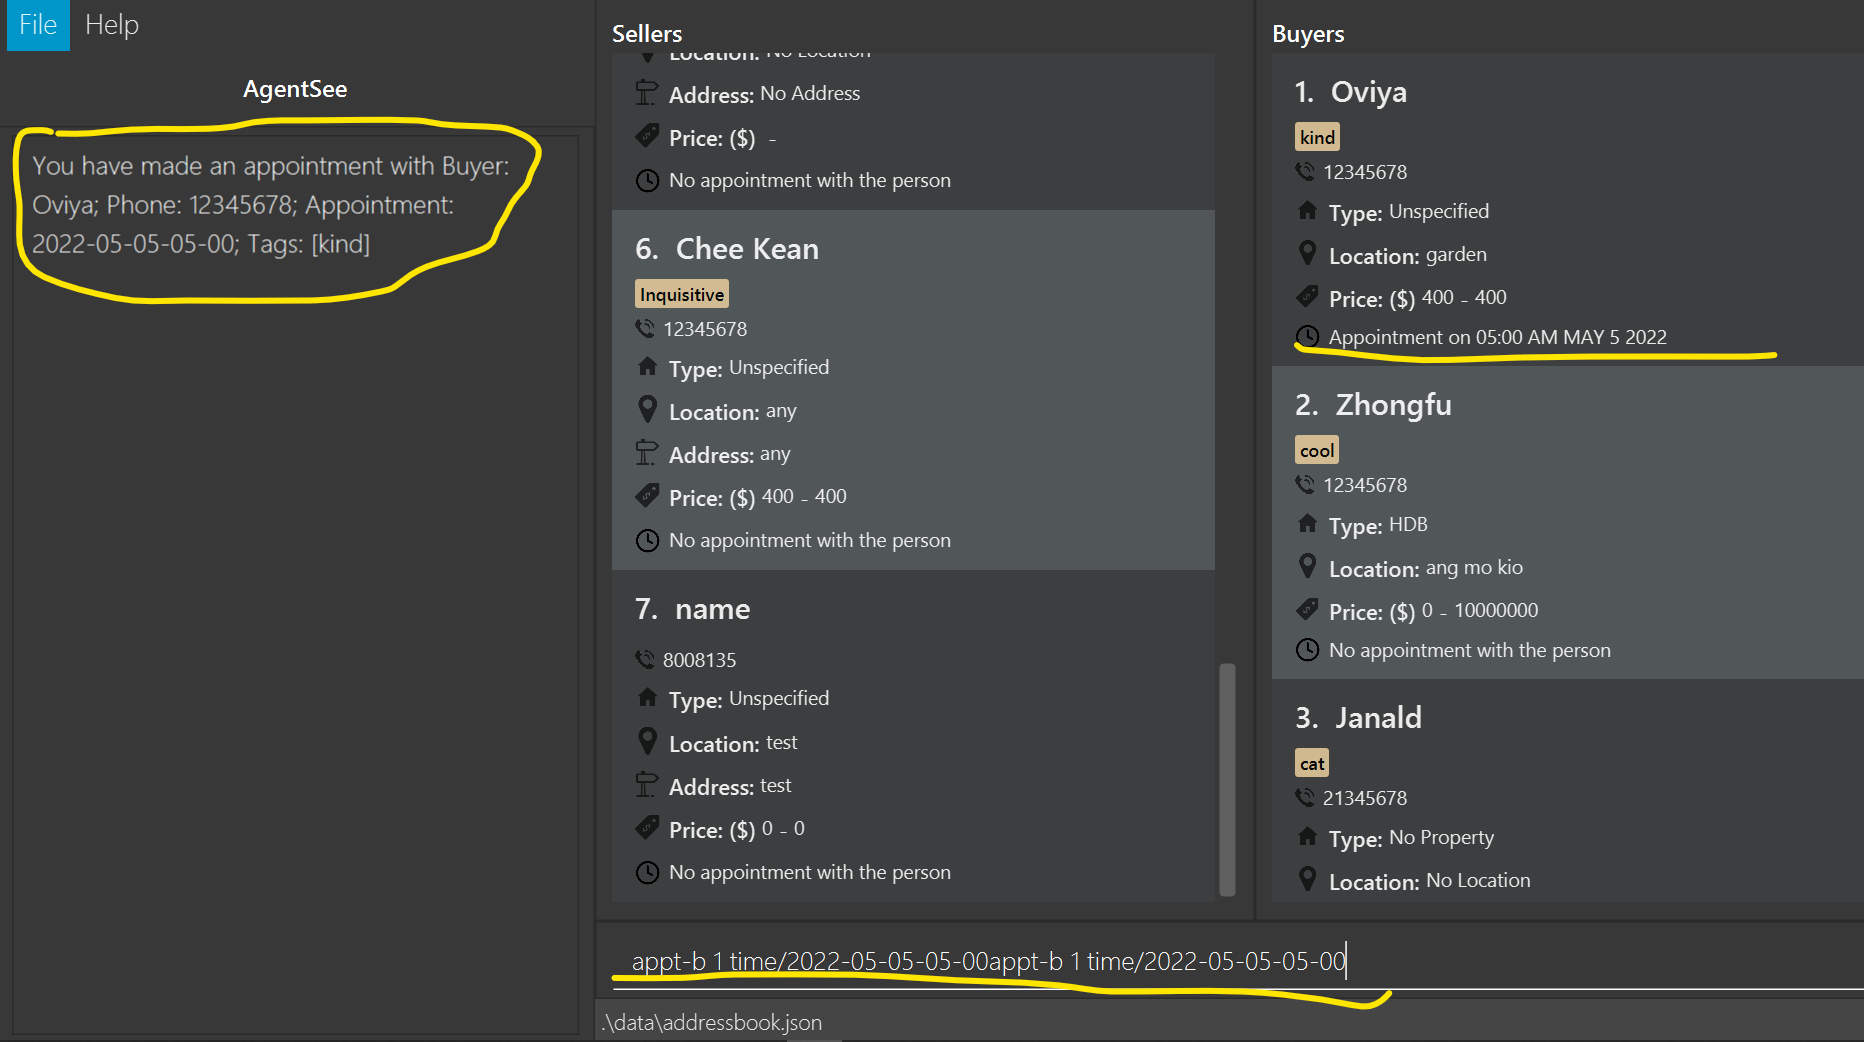 File Help
AgentSee
You have made an appointment with Buyer:
Oviya; Phone: 12345678; Appointment:
2022-05-05-05-00; Tags: [kind]
Sellers
Location: No Location
Address: No Address
Price: ($) -
No appointment with the person
6. Chee Kean
Inquisitive
12345678
Type: Unspecified
Location: any
Address: any
Price: ($) 400 - 400
No appointment with the person
7. name
8008135
Type: Unspecified
Location: test
Address: test
Price: ($) 0 - 0
No appointment with the person
Buyers
1. Oviya
kind
12345678
Type: Unspecified
Location: garden
Price: ($) 400 - 400
Appointment on 05:00 AM MAY 5 2022
2. Zhongfu
cool
12345678
Type: HDB
Location: ang mo kio
Price: ($) 0 - 10000000
No appointment with the person
3. Janald
cat
21345678
Type: No Property
Location: No Location
appt-b 1 time/2022-05-05-05-00appt-b 1 time/2022-05-05-05-00
.\data\addressbook.json